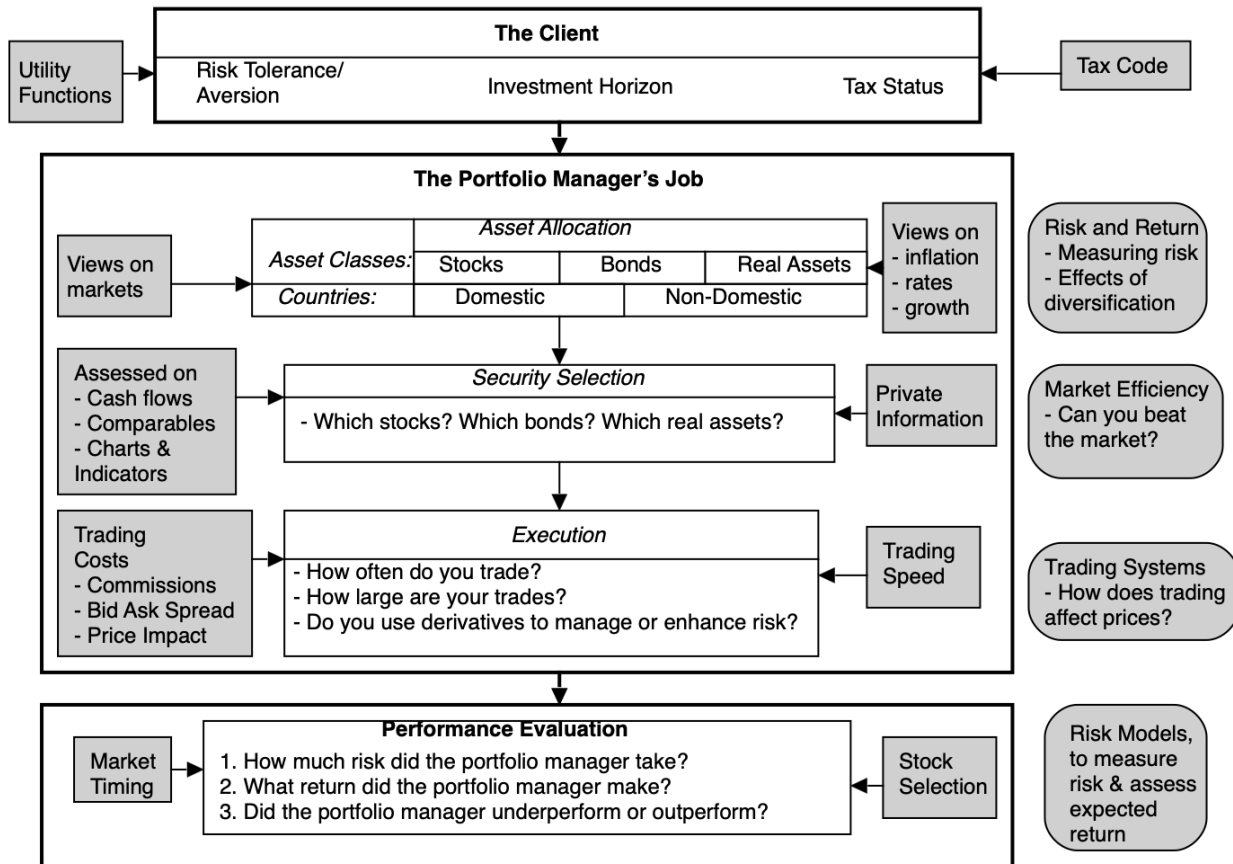 The Client
Utility
Functions
Risk Tolerance/
Aversion
Investment Horizon
Tax Status
Tax Code
The Portfolio Manager's Job
Views on
markets
Asset Allocation
Asset Classes:
Stocks
Bonds
Real Assets
Countries:
Domestic
Non-Domestic
Views on
- inflation
- rates
- growth
Risk and Return
- Measuring risk
- Effects of
diversification
Assessed on
- Cash flows
- Comparables
- Charts &
Indicators
Security Selection
- Which stocks? Which bonds? Which real assets?
Private
Information
Market Efficiency
- Can you beat
the market?
Trading
Costs
- Commissions
- Bid Ask Spread
- Price Impact
Execution
- How often do you trade?
- How large are your trades?
- Do you use derivatives to manage or enhance risk?
Trading
Speed
Trading Systems
- How does trading
affect prices?
Performance Evaluation
Market
Timing
1. How much risk did the portfolio manager take?
2. What return did the portfolio manager make?
3. Did the portfolio manager underperform or outperform?
Stock
Selection
Risk Models,
to measure
risk & assess
expected
return